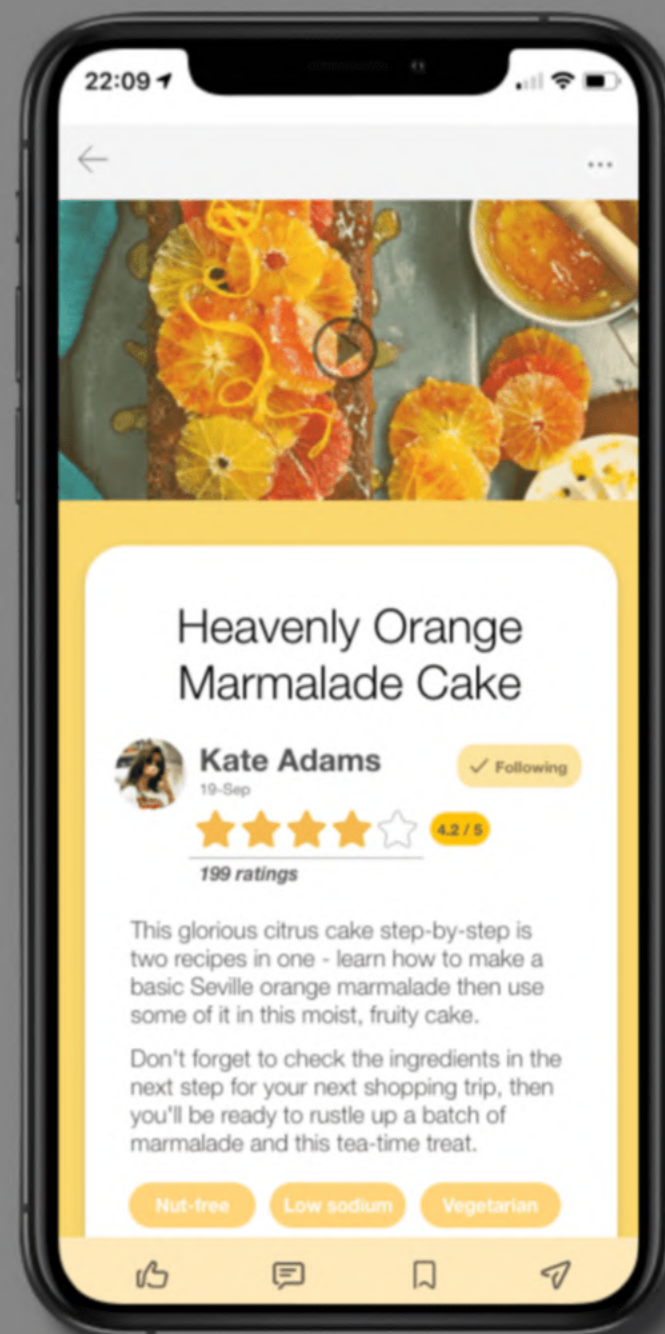 22:09
Heavenly Orange
Marmalade Cake
Kate Adams
Following
19-Sep
4.2 / 5
199 ratings
This glorious citrus cake step-by-step is
two recipes in one - learn how to make a
basic Seville orange marmalade then use
some of it in this moist, fruity cake.
Don't forget to check the ingredients in the
next step for your next shopping trip, then
you'll be ready to rustle up a batch of
marmalade and this tea-time treat.
Nut-free Low sodium Vegetarian